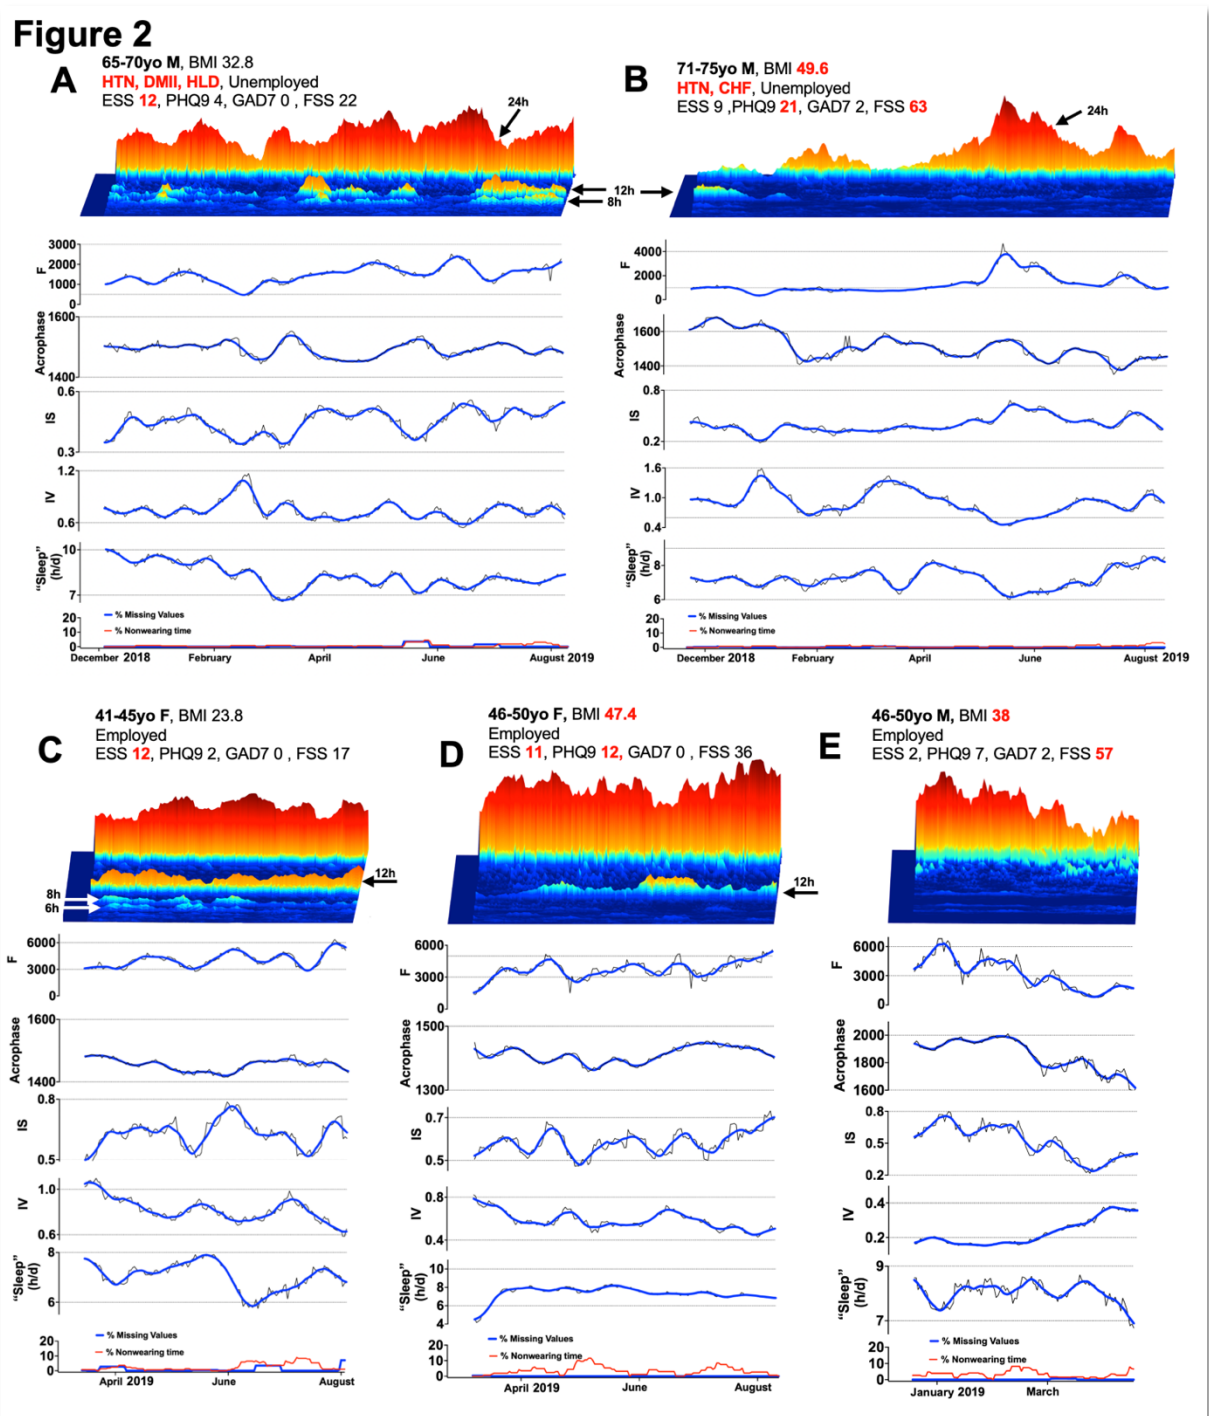 Figure 2
A
65-70yo M, BMI 32.8
HTN, DMII, HLD, Unemployed
ESS 12, PHQ9 4, GAD7 0 , FSS 22
24h
12h
8h
F
3000
2000
1000
0
Acrophase
1600
1400
IS
0.6
0.3
IV
1.2
0.6
“Sleep”
(h/d)
10
7
% Missing Values
% Nonwearing time
20
10
0
December 2018
February
April
June
August 2019
B
71-75yo M, BMI 49.6
HTN, CHF, Unemployed
ESS 9 ,PHQ9 21, GAD7 2, FSS 63
24h
F
4000
2000
0
Acrophase
1600
1400
IS
0.8
0.2
IV
1.6
1.0
0.4
“Sleep”
(h/d)
8
6
% Missing Values
% Nonwearing time
20
10
0
December 2018
February
April
June
August 2019
C
41-45yo F, BMI 23.8
Employed
ESS 12, PHQ9 2, GAD7 0 , FSS 17
12h
8h
6h
F
6000
3000
0
Acrophase
1600
1400
IS
0.8
0.5
IV
1.0
0.6
“Sleep”
(h/d)
8
6
% Missing Values
% Nonwearing time
20
10
0
April 2019
June
August
D
46-50yo F, BMI 47.4
Employed
ESS 11, PHQ9 12, GAD7 0 , FSS 36
12h
F
6000
3000
0
Acrophase
1500
1300
IS
0.7
0.5
IV
0.8
0.4
“Sleep”
(h/d)
10
8
6
4
% Missing Values
% Nonwearing time
20
10
0
April 2019
June
August
E
46-50yo M, BMI 38
Employed
ESS 2, PHQ9 7, GAD7 2, FSS 57
F
6000
3000
0
Acrophase
2000
1800
1600
IS
0.8
0.5
0.2
IV
0.4
0.2
“Sleep”
(h/d)
9
7
% Missing Values
% Nonwearing time
20
10
0
January 2019
March